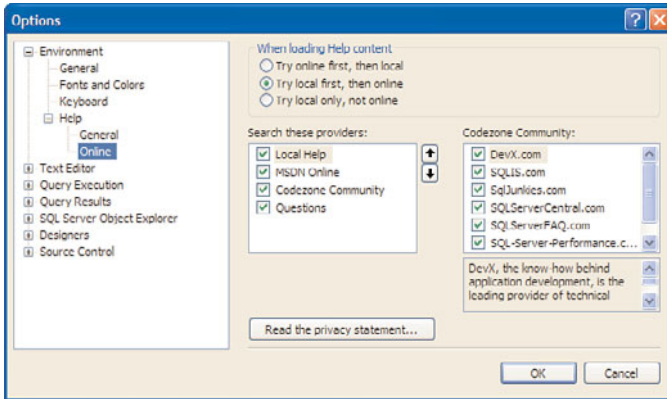 Options
Environment
General
Fonts and Colors
Keyboard
Help
General
Online
Text Editor
Query Execution
Query Results
SQL Server Object Explorer
Designers
Source Control
When loading Help content
Try online first, then local
Try local first, then online
Try local only, not online
Search these providers:
Local Help
MSDN Online
Codezone Community
Questions
Codezone Community:
DevX.com
SQLIS.com
SqlJunkies.com
SQLServerCentral.com
SQLServerFAQ.com
SQL-Server-Performance.c...
DevX, the know-how behind
application development, is the
leading provider of technical
Read the privacy statement...
OK
Cancel